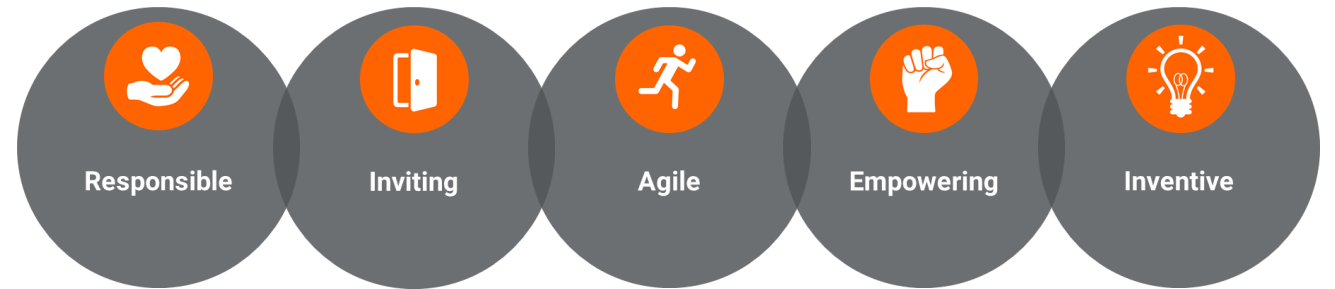 Responsible
Inviting
Agile
Empowering
Inventive